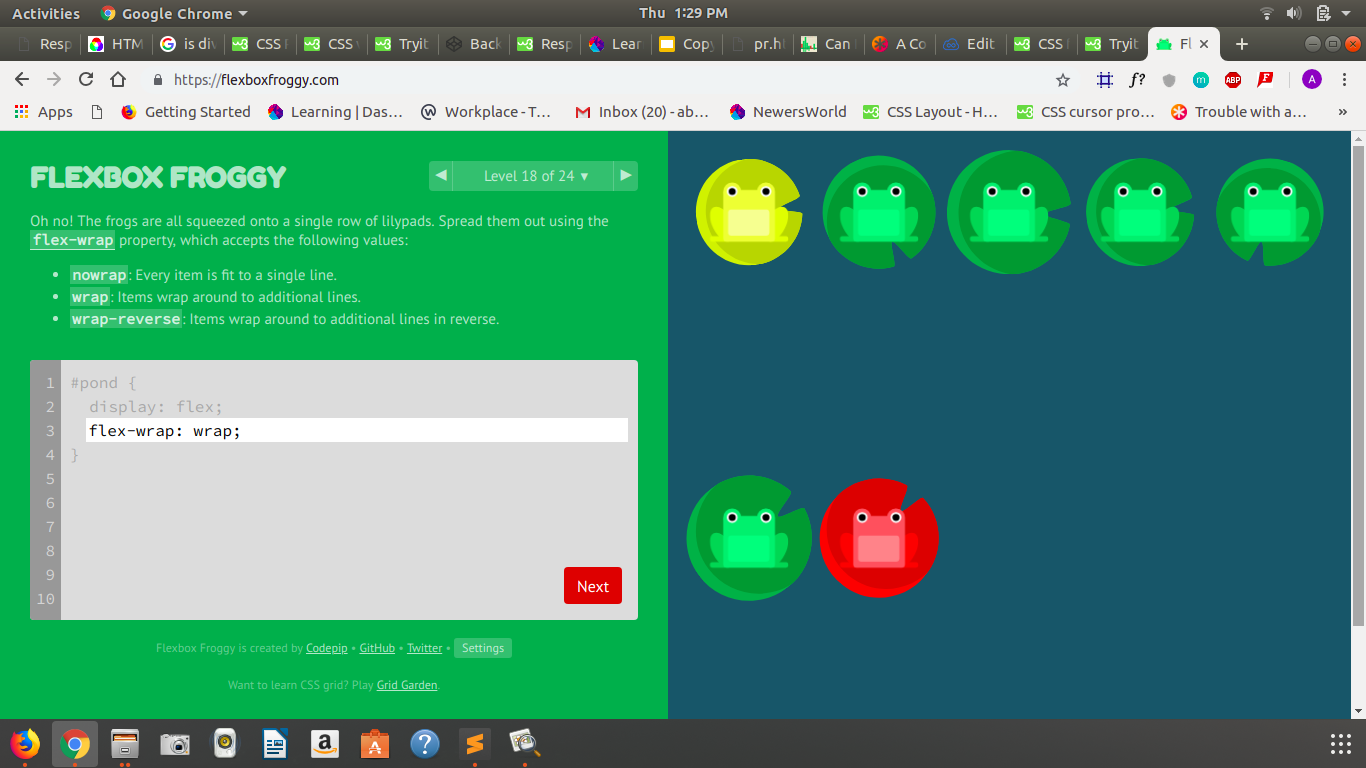 Activities Google Chrome Thu 1:29 PM
Resp HTM is div CSS CSS Tryit Back Resp Lear Copy pr.h Can A Co Edit CSS Tryit Fl
https://flexboxfroggy.com f? m ABP F A
Apps Getting Started Learning | Das… Workplace - T… Inbox (20) - ab… NewersWorld CSS Layout - H… CSS cursor pro… Trouble with a… »
FLEXBOX FROGGY
◀ Level 18 of 24 ▼ ▶
Oh no! The frogs are all squeezed onto a single row of lilypads. Spread them out using the
flex-wrap property, which accepts the following values:
• nowrap: Every item is fit to a single line.
• wrap: Items wrap around to additional lines.
• wrap-reverse: Items wrap around to additional lines in reverse.
1 #pond {
2 display: flex;
3 flex-wrap: wrap;
4 }
5
6
7
8
9
10
Next
Flexbox Froggy is created by Codepip • GitHub • Twitter • Settings
Want to learn CSS grid? Play Grid Garden.